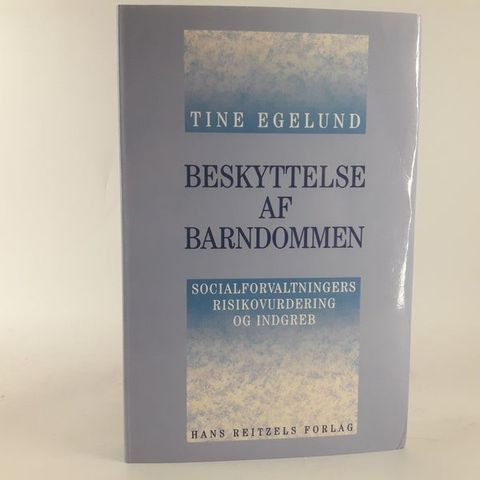 TINE EGELUND
BESKYTTELSE
AF
BARNDOMMEN
SOCIALFORVALTNINGERS
RISIKOVURDERING
OG INDGREB
HANS REITZELS FORLAG